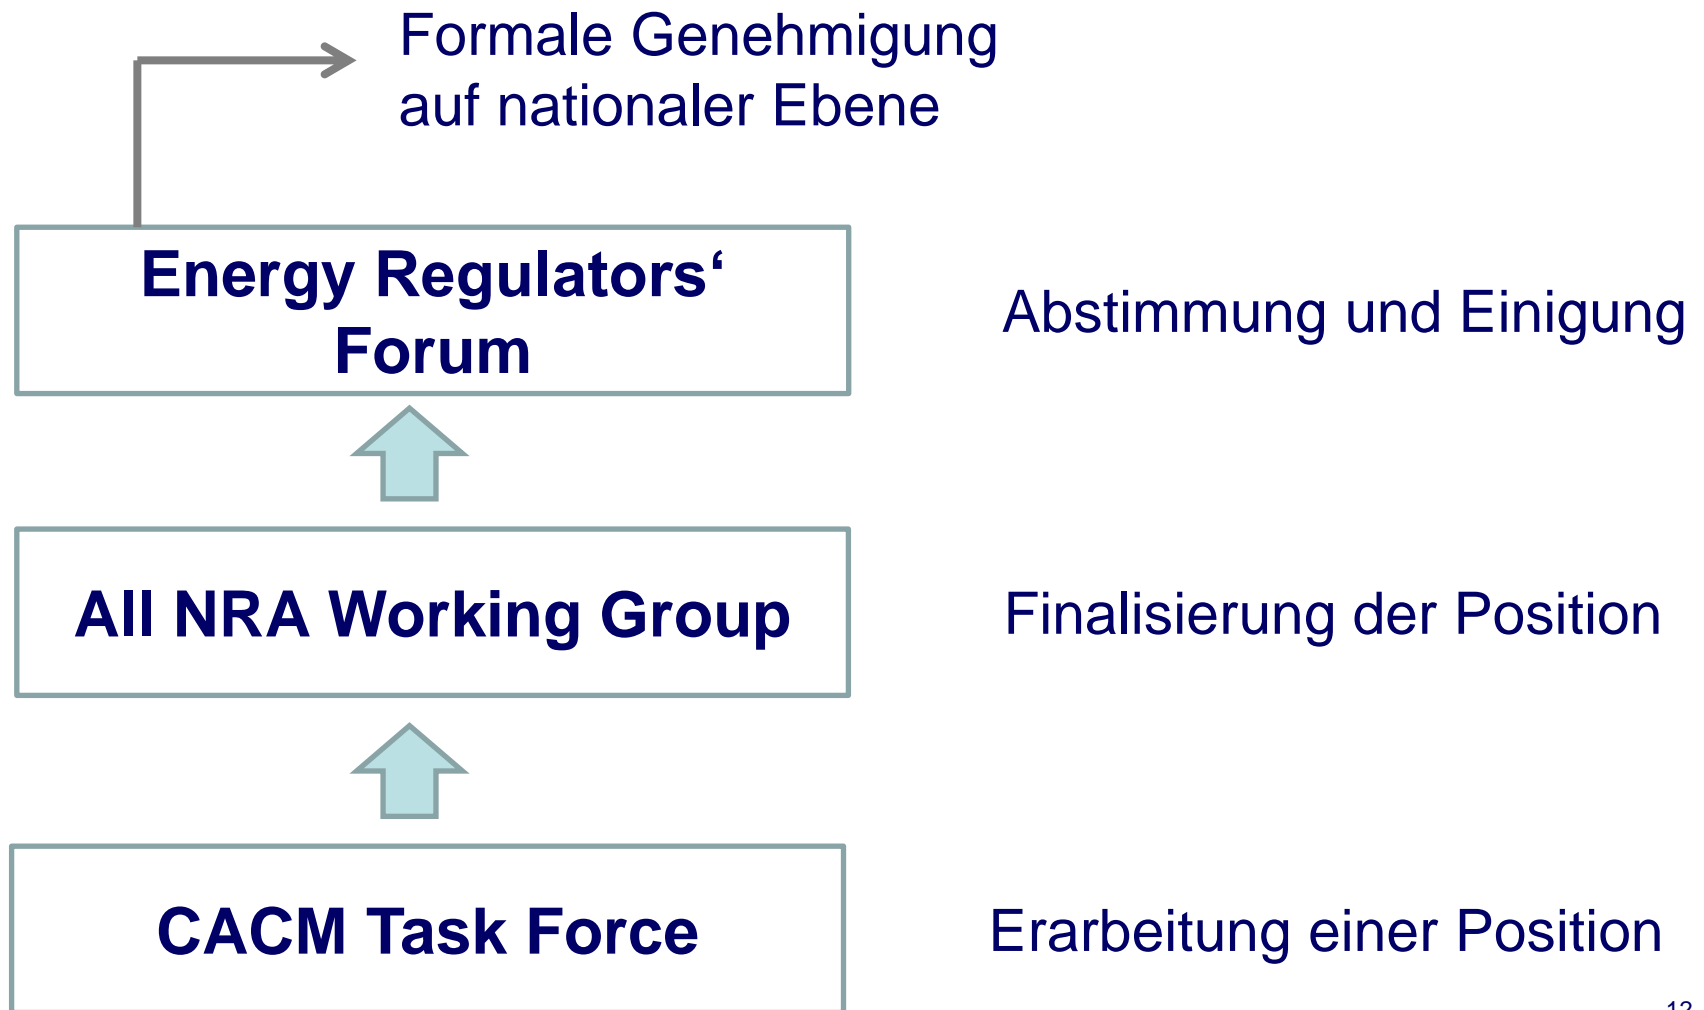 Formale Genehmigung
auf nationaler Ebene
Energy Regulators‘
Forum
Abstimmung und Einigung
All NRA Working Group
Finalisierung der Position
CACM Task Force
Erarbeitung einer Position
12